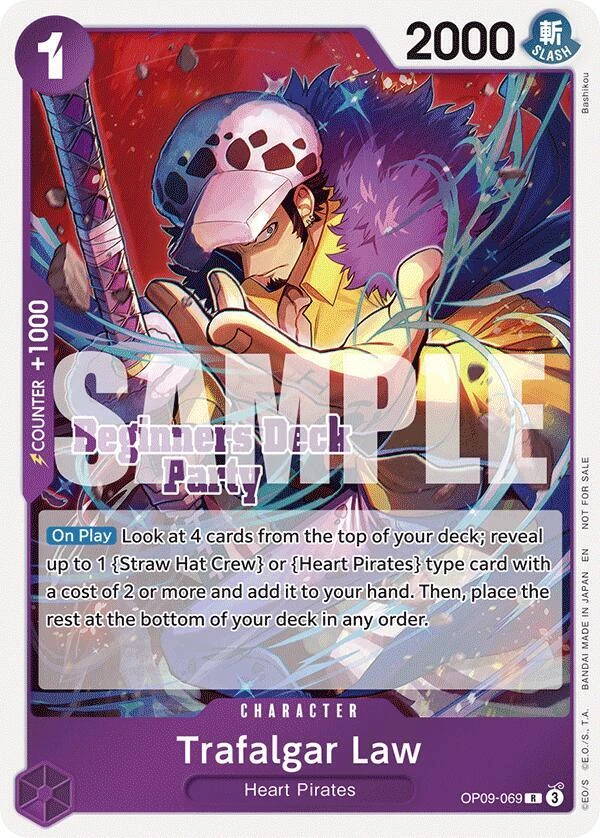 1
2000
斬
SLASH
Bashikou
COUNTER +1000
SAMPLE
Beginners Deck
Party
On Play Look at 4 cards from the top of your deck; reveal
up to 1 {Straw Hat Crew} or {Heart Pirates} type card with
a cost of 2 or more and add it to your hand. Then, place the
rest at the bottom of your deck in any order.
CHARACTER
Trafalgar Law
Heart Pirates
OP09-069 R 3
©E.O/S ©E.O./S., T.A. BANDAI MADE IN JAPAN EN NOT FOR SALE